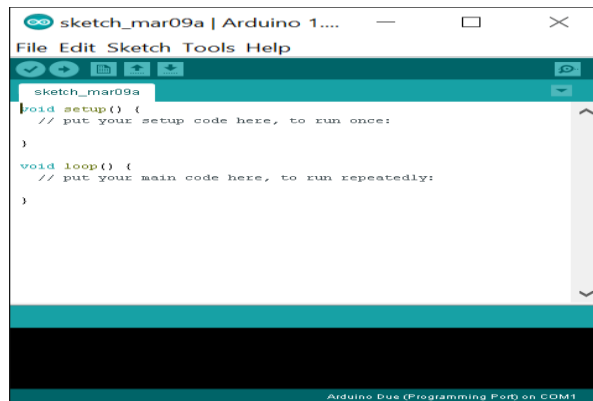 sketch_mar09a | Arduino 1....
File Edit Sketch Tools Help
sketch_mar09a
void setup() {
// put your setup code here, to run once:
}
void loop() {
// put your main code here, to run repeatedly:
}
Arduino Due (Programming Port) on COM1